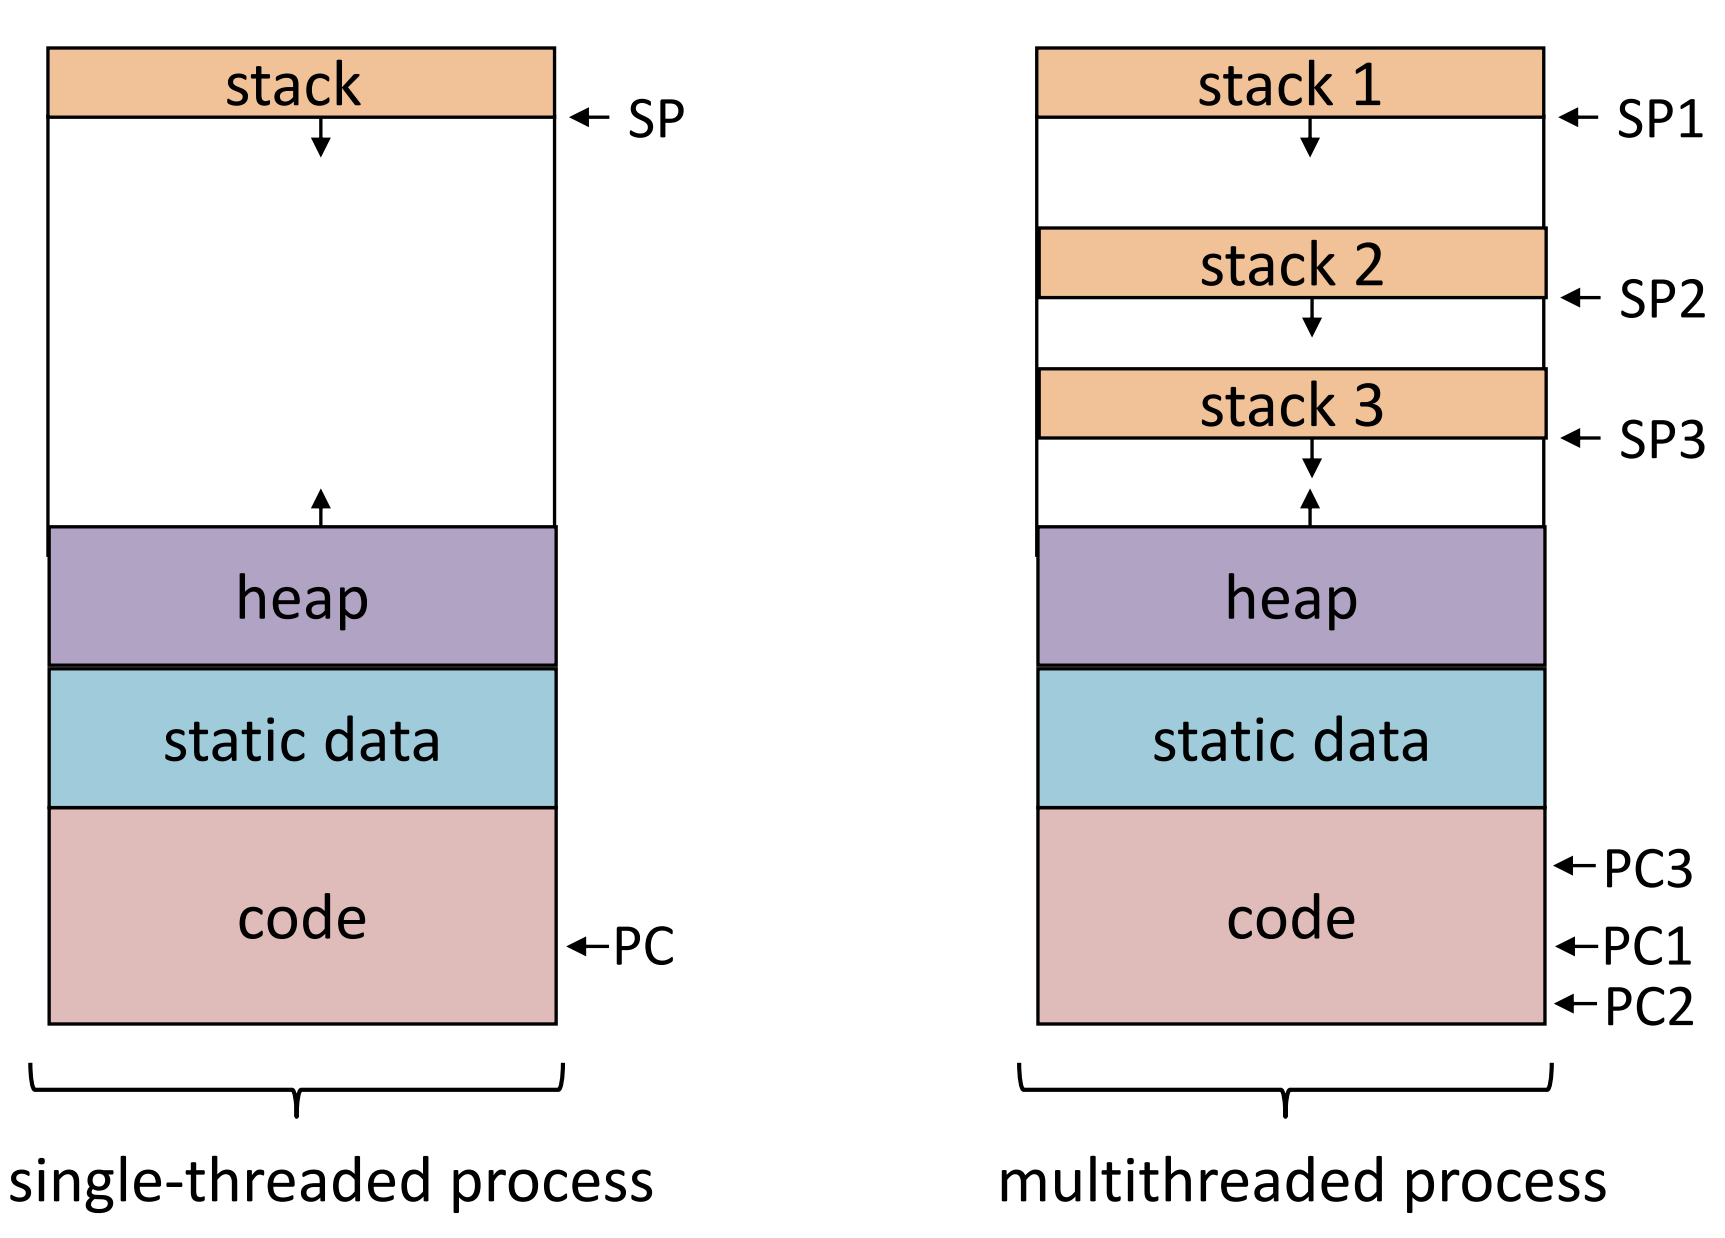 stack
SP
heap
static data
code
PC
single-threaded process
stack 1
SP1
stack 2
SP2
stack 3
SP3
heap
static data
code
PC3
PC1
PC2
multithreaded process